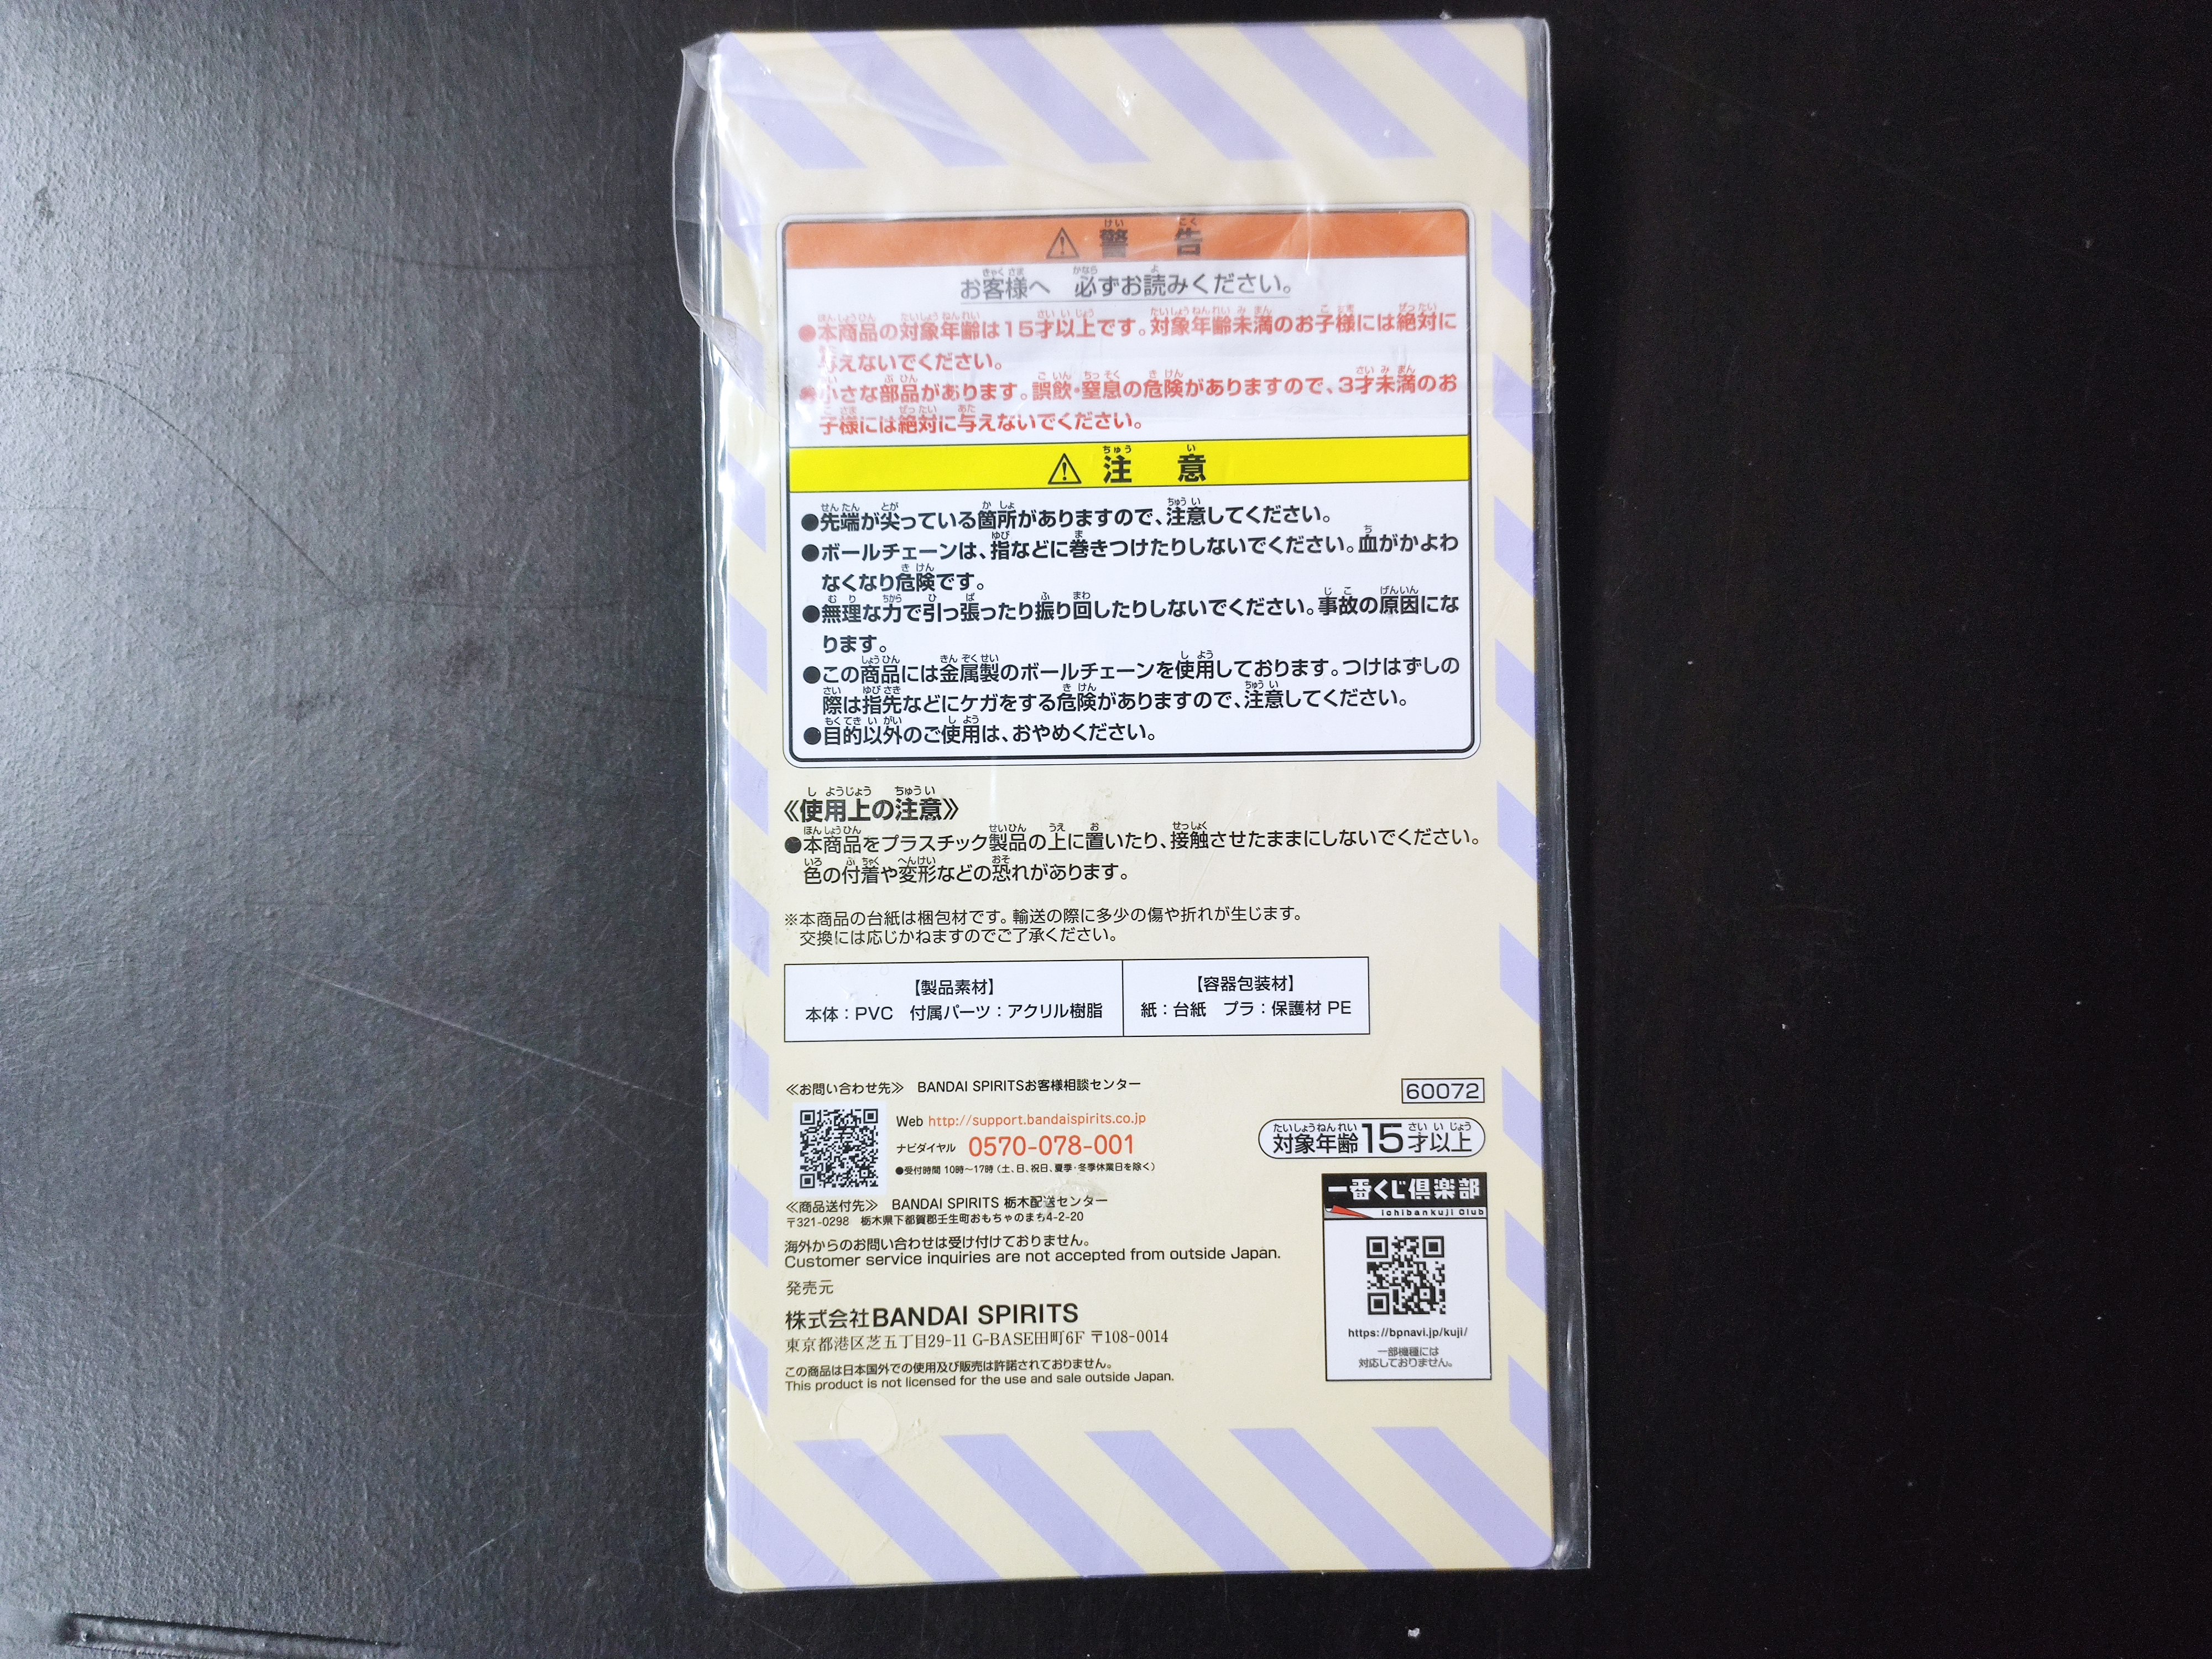 ⚠ 警告
お客様へ 必ずお読みください。
●本商品の対象年齢は15才以上です。対象年齢未満のお子様には絶対に
与えないでください。
●小さな部品があります。誤飲・窒息の危険がありますので、3才未満のお
子様には絶対に与えないでください。
⚠ 注意
●先端が尖っている箇所がありますので、注意してください。
●ボールチェーンは、指などに巻きつけたりしないでください。血がかよわ
なくなり危険です。
●無理な力で引っ張ったり振り回したりしないでください。事故の原因にな
ります。
●この商品には金属製のボールチェーンを使用しております。つけはずしの
際は指先などにケガをする危険がありますので、注意してください。
●目的以外のご使用は、おやめください。
《使用上の注意》
●本商品をプラスチック製品の上に置いたり、接触させたままにしないでください。
色の付着や変形などの恐れがあります。
※本商品の台紙は梱包材です。輸送の際に多少の傷や折れが生じます。
交換には応じかねますのでご了承ください。
【製品素材】
本体：PVC 付属パーツ：アクリル樹脂
【容器包装材】
紙：台紙 プラ：保護材 PE
≪お問い合わせ先≫ BANDAI SPIRITSお客様相談センター
Web http://support.bandaispirits.co.jp
ナビダイヤル 0570-078-001
●受付時間 10時～17時（土、日、祝日、夏季・冬季休業日を除く）
≪商品送付先≫ BANDAI SPIRITS 栃木配送センター
〒321-0298 栃木県下都賀郡壬生町おもちゃのまち4-2-20
海外からのお問い合わせは受け付けておりません。
Customer service inquiries are not accepted from outside Japan.
発売元
株式会社BANDAI SPIRITS
東京都港区芝五丁目29-11 G-BASE田町6F 〒108-0014
この商品は日本国外での使用及び販売は許諾されておりません。
This product is not licensed for the use and sale outside Japan.
60072
対象年齢15才以上
一番くじ倶楽部
ichibankuji Club
https://bpnavi.jp/kuji/
一部機種には
対応しておりません。